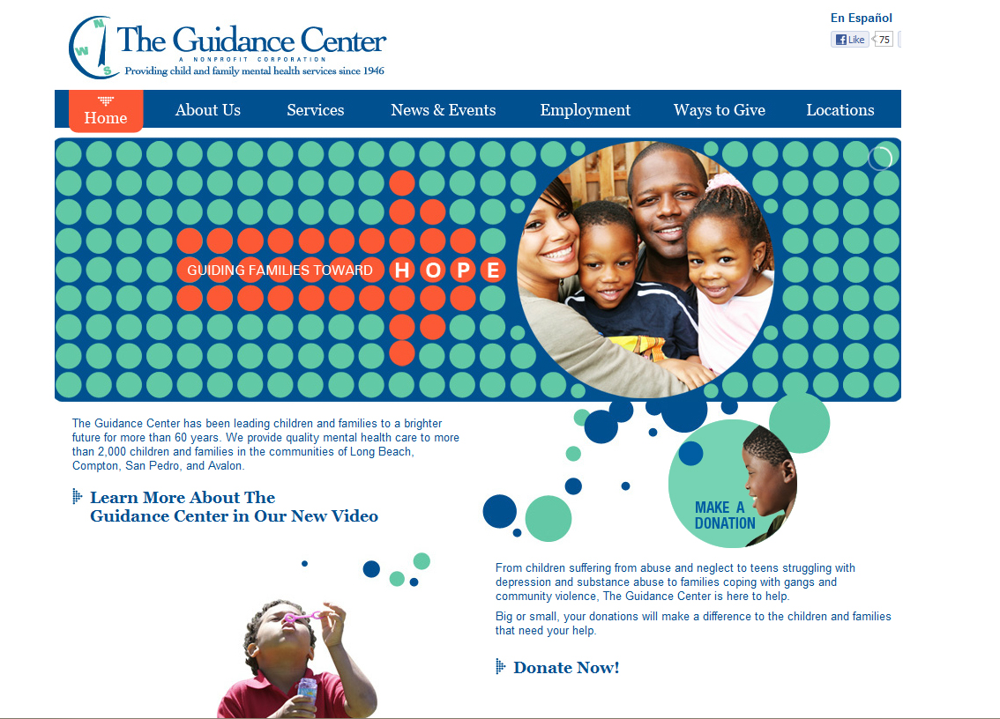 En Español
Like
75
N
W
S
The Guidance Center
A NONPROFIT CORPORATION
Providing child and family mental health services since 1946
Home
About Us
Services
News & Events
Employment
Ways to Give
Locations
GUIDING FAMILIES TOWARD HOPE
The Guidance Center has been leading children and families to a brighter
future for more than 60 years. We provide quality mental health care to more
than 2,000 children and families in the communities of Long Beach,
Compton, San Pedro, and Avalon.
Learn More About The
Guidance Center in Our New Video
MAKE A
DONATION
From children suffering from abuse and neglect to teens struggling with
depression and substance abuse to families coping with gangs and
community violence, The Guidance Center is here to help.
Big or small, your donations will make a difference to the children and families
that need your help.
Donate Now!